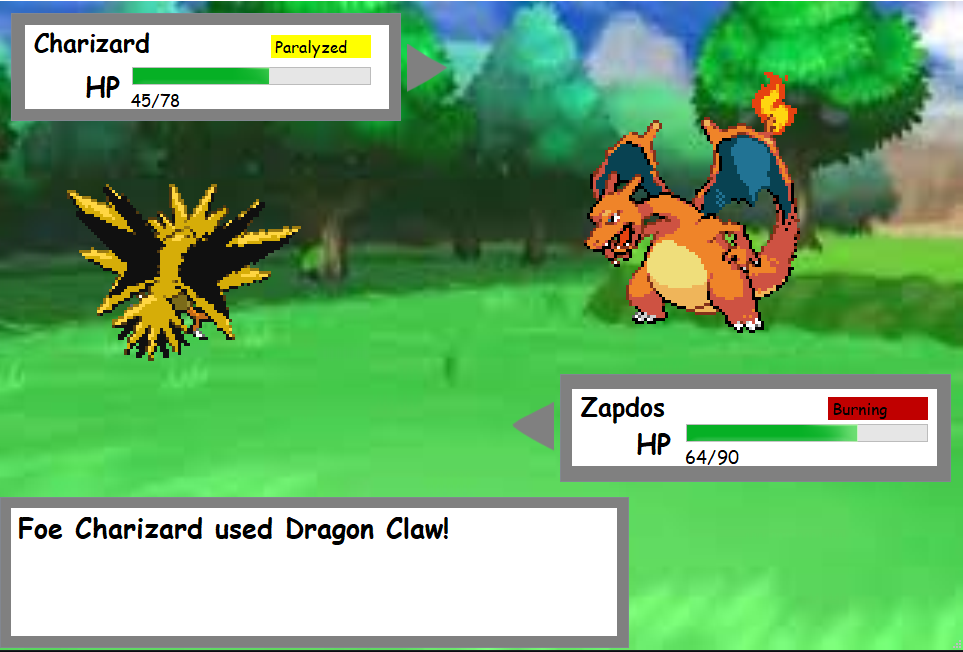 Charizard
Paralyzed
HP
45/78
Zapdos
Burning
HP
64/90
Foe Charizard used Dragon Claw!